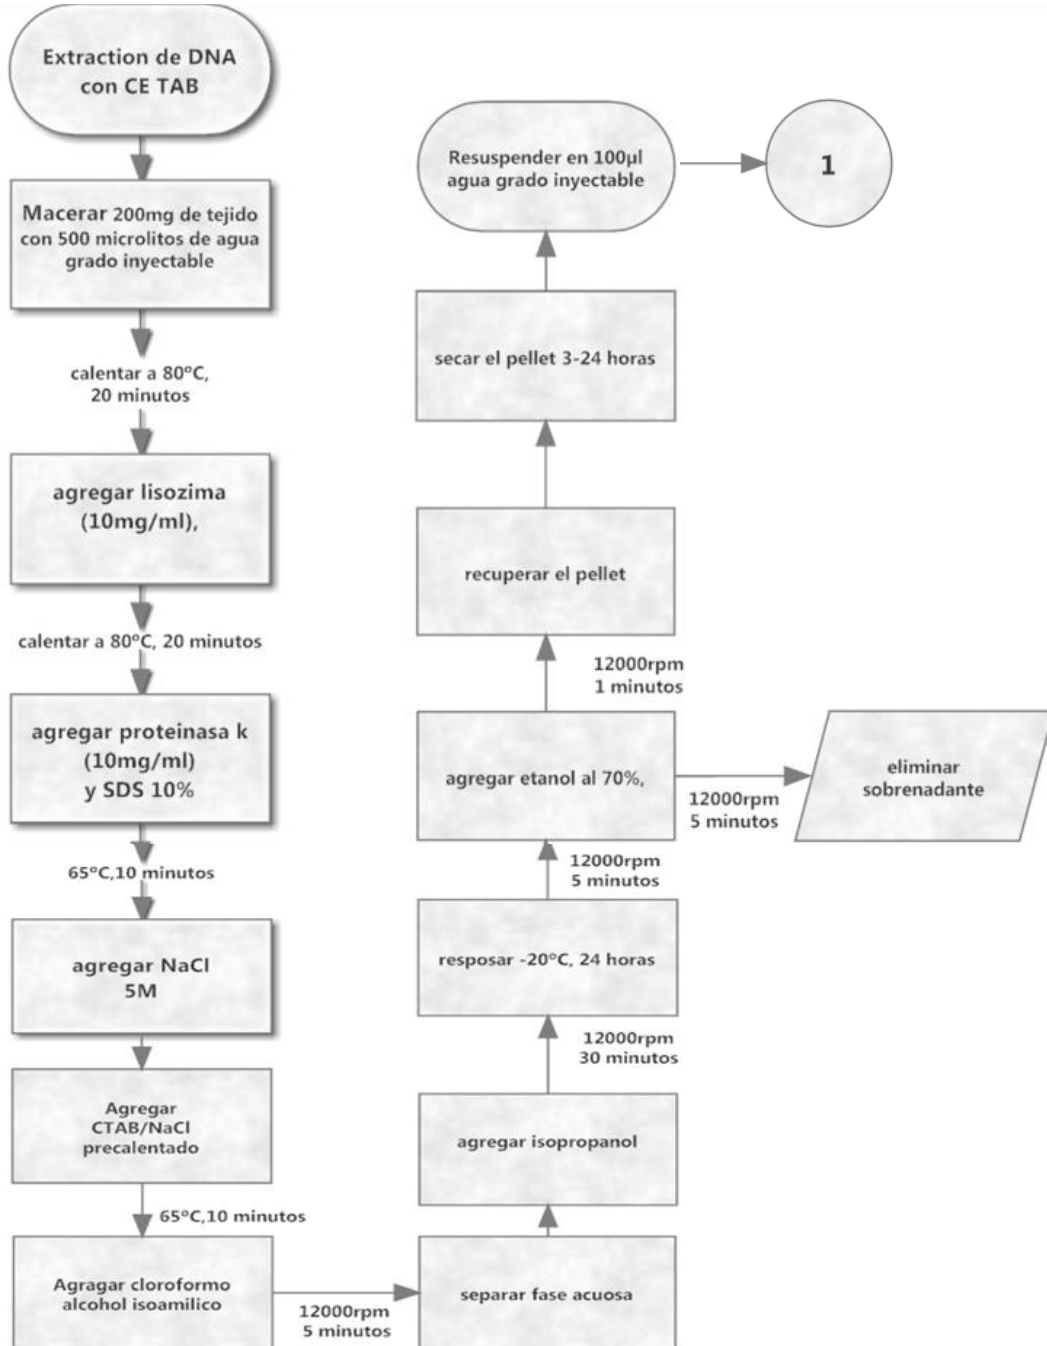 Extraction de DNA
con CE TAB
Macerar 200mg de tejido
con 500 microlitos de agua
grado inyectable
calentar a 80ºC,
20 minutos
agregar lisozima
(10mg/ml),
calentar a 80ºC, 20 minutos
agregar proteinasa k
(10mg/ml)
y SDS 10%
65ºC,10 minutos
agregar NaCl
5M
Agregar
CTAB/NaCl
precalentado
65ºC,10 minutos
Agragar cloroformo
alcohol isoamilico
12000rpm
5 minutos
separar fase acuosa
agregar isopropanol
12000rpm
30 minutos
resposar -20ºC, 24 horas
12000rpm
5 minutos
agregar etanol al 70%,
12000rpm
5 minutos
eliminar
sobrenadante
12000rpm
1 minutos
recuperar el pellet
secar el pellet 3-24 horas
Resuspender en 100µl
agua grado inyectable
1